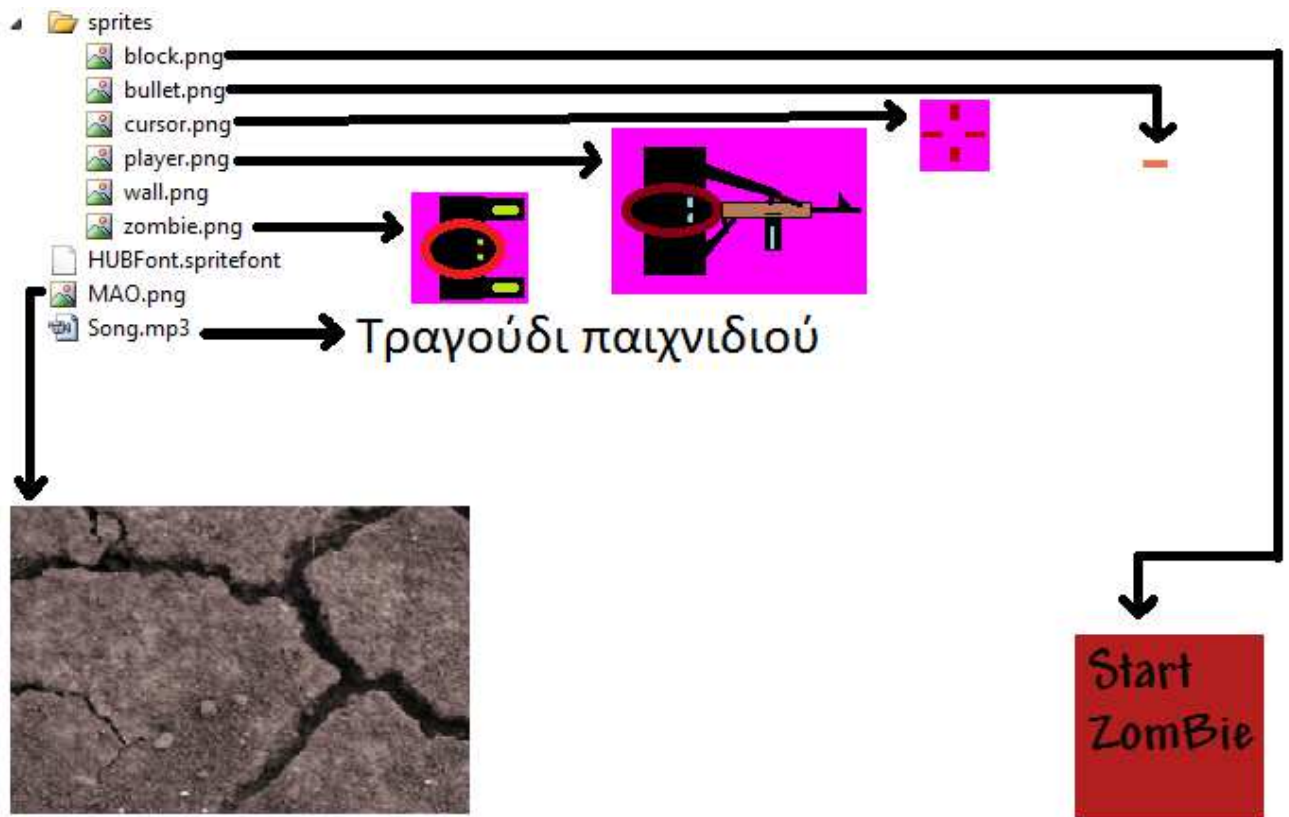 sprites
block.png
bullet.png
cursor.png
player.png
wall.png
zombie.png
HUBFont.spritefont
MAO.png
Song.mp3
Τραγούδι παιχνιδιού
Start
ZomBie